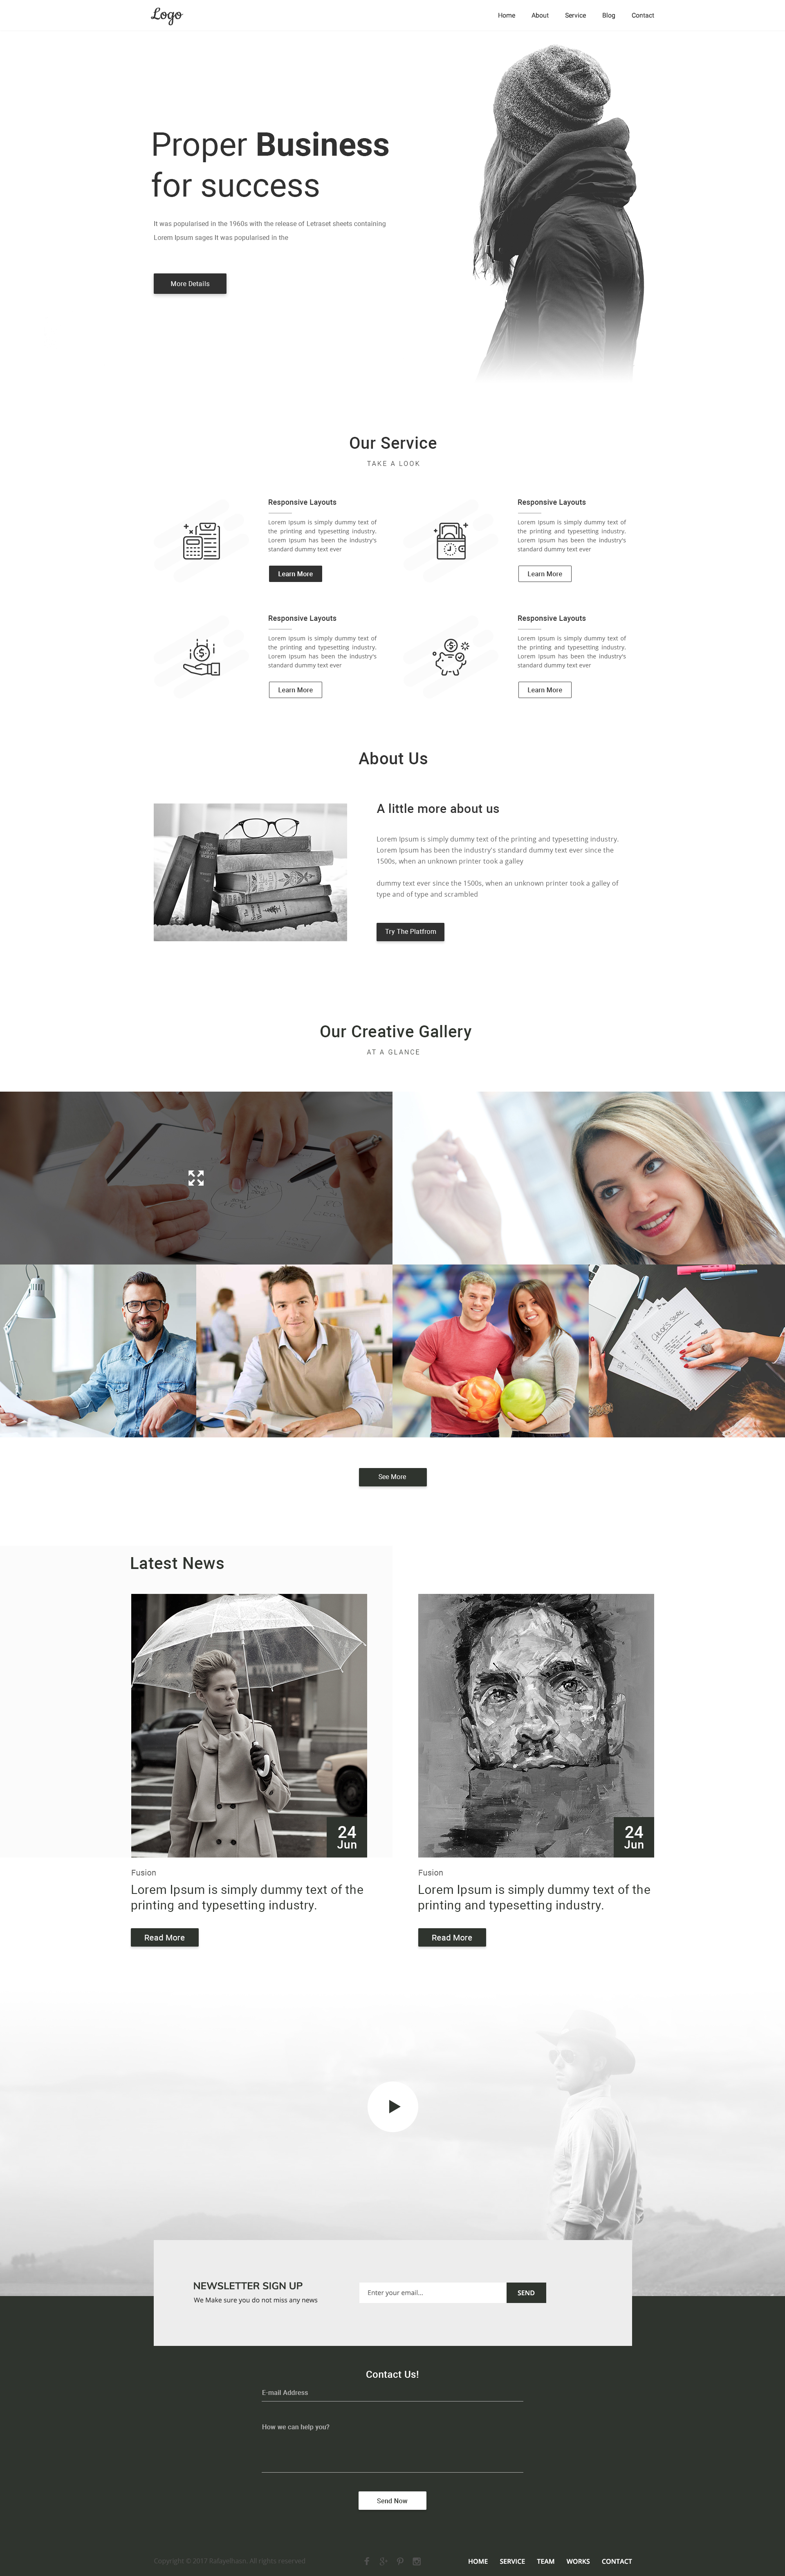 Logo
Home About Service Blog Contact
Proper Business
for success
It was popularised in the 1960s with the release of Letraset sheets containing
Lorem Ipsum sages It was popularised in the
More Details
Our Service
TAKE A LOOK
Responsive Layouts
Lorem Ipsum is simply dummy text of
the printing and typesetting industry.
Lorem Ipsum has been the industry's
standard dummy text ever
Learn More
Responsive Layouts
Lorem Ipsum is simply dummy text of
the printing and typesetting industry.
Lorem Ipsum has been the industry's
standard dummy text ever
Learn More
Responsive Layouts
Lorem Ipsum is simply dummy text of
the printing and typesetting industry.
Lorem Ipsum has been the industry's
standard dummy text ever
Learn More
Responsive Layouts
Lorem Ipsum is simply dummy text of
the printing and typesetting industry.
Lorem Ipsum has been the industry's
standard dummy text ever
Learn More
About Us
A little more about us
Lorem Ipsum is simply dummy text of the printing and typesetting industry.
Lorem Ipsum has been the industry's standard dummy text ever since the
1500s, when an unknown printer took a galley
dummy text ever since the 1500s, when an unknown printer took a galley of
type and of type and scrambled
Try The Platfrom
Our Creative Gallery
AT A GLANCE
See More
Latest News
24
Jun
Fusion
Lorem Ipsum is simply dummy text of the
printing and typesetting industry.
Read More
24
Jun
Fusion
Lorem Ipsum is simply dummy text of the
printing and typesetting industry.
Read More
NEWSLETTER SIGN UP
We Make sure you do not miss any news
Enter your email...
SEND
Contact Us!
E-mail Address
How we can help you?
Send Now
Copyright © 2017 All rights reserved
HOME SERVICE TEAM WORKS CONTACT